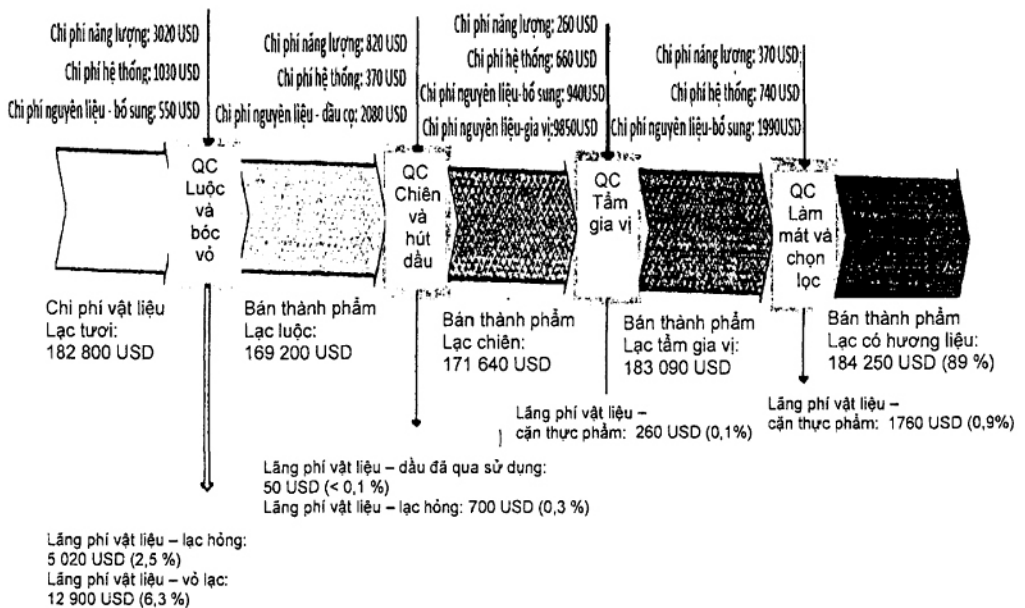 Chi phí năng lượng: 3020 USD
Chi phí hệ thống: 1030 USD
Chi phí nguyên liệu - bổ sung: 550 USD
Chi phí năng lượng: 820 USD
Chi phí hệ thống: 370 USD
Chi phí nguyên liệu - dầu cọ: 2080 USD
Chi phí năng lượng: 260 USD
Chi phí hệ thống: 660 USD
Chi phí nguyên liệu-bổ sung: 940USD
Chi phí nguyên liệu-gia vị:9850USD
Chi phí năng lượng: 370 USD
Chi phí hệ thống: 740 USD
Chi phí nguyên liệu-bổ sung: 1990USD
QC
Luộc và
bóc
vỏ
QC
Chiên và
hút
dầu
QC
Tẩm
gia vị
QC
Làm
mát và
chọn
lọc
Chi phí vật liệu
Lạc tươi:
182 800 USD
Bán thành phẩm
Lạc luộc:
169 200 USD
Bán thành phẩm
Lạc chiên:
171 640 USD
Bán thành phẩm
Lạc tẩm gia vị:
183 090 USD
Bán thành phẩm
Lạc có hương liệu:
184 250 USD (89 %)
Lãng phí vật liệu –
cặn thực phẩm: 260 USD (0,1%)
Lãng phí vật liệu –
cặn thực phẩm: 1760 USD (0,9%)
Lãng phí vật liệu – dầu đã qua sử dụng:
50 USD (< 0,1 %)
Lãng phí vật liệu – lạc hỏng: 700 USD (0,3 %)
Lãng phí vật liệu – lạc hỏng:
5 020 USD (2,5 %)
Lãng phí vật liệu – vỏ lạc:
12 900 USD (6,3 %)